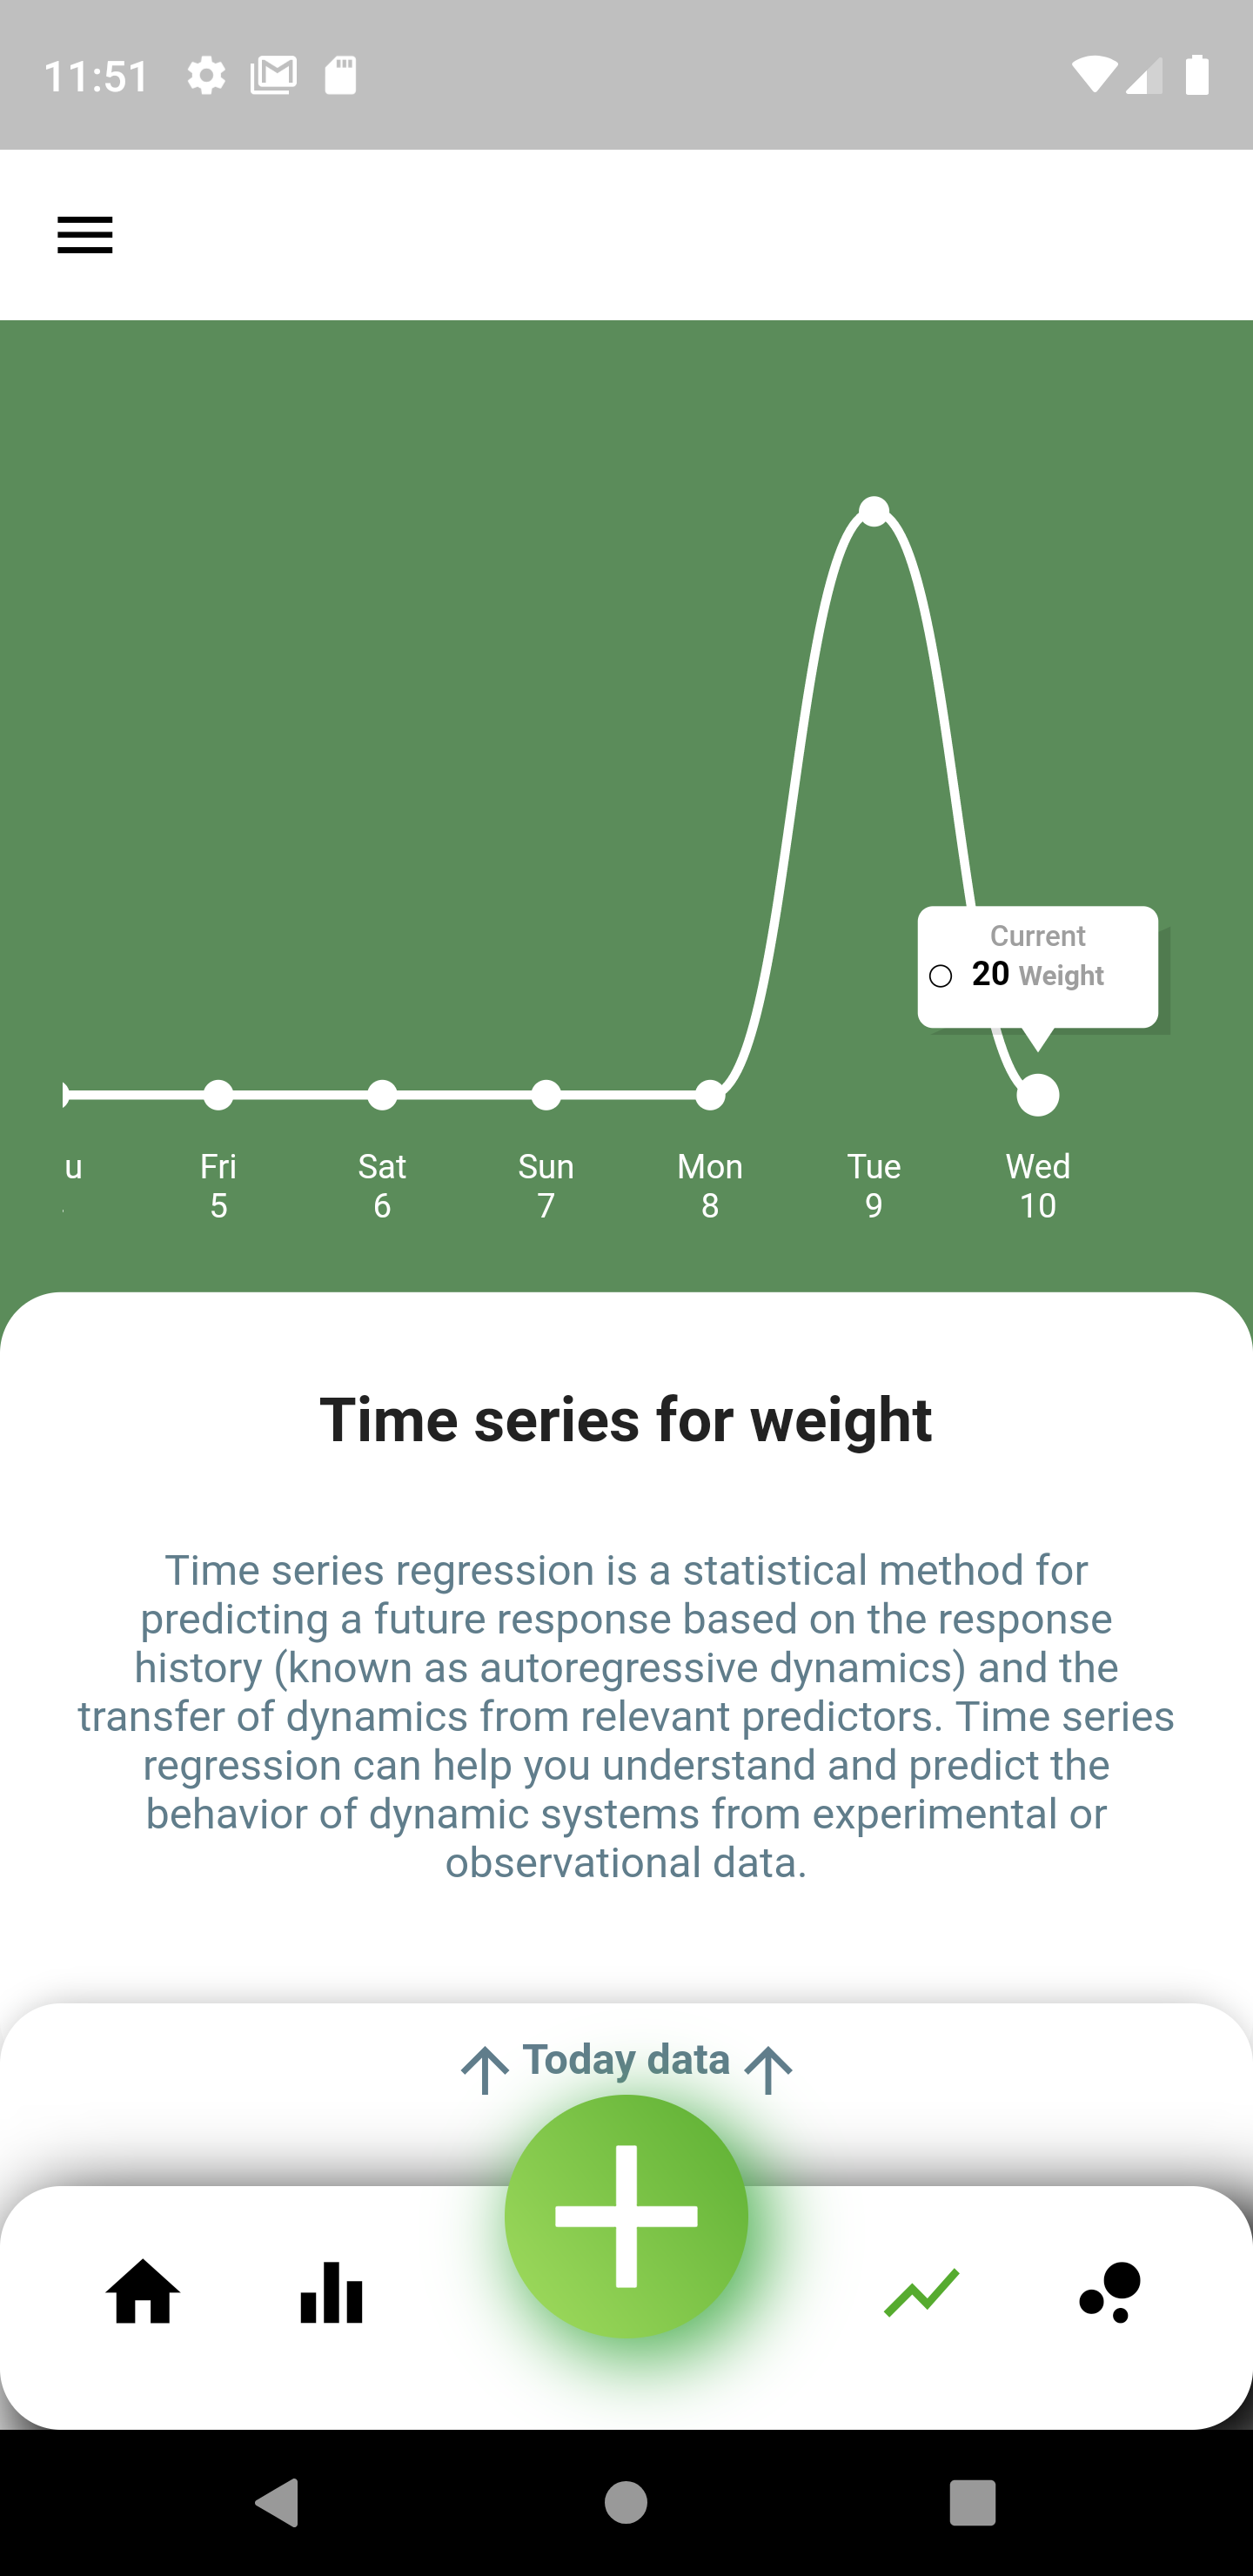 11:51
Current
20 Weight
u Fri Sat Sun Mon Tue Wed
5 6 7 8 9 10
Time series for weight
Time series regression is a statistical method for
predicting a future response based on the response
history (known as autoregressive dynamics) and the
transfer of dynamics from relevant predictors. Time series
regression can help you understand and predict the
behavior of dynamic systems from experimental or
observational data.
Today data